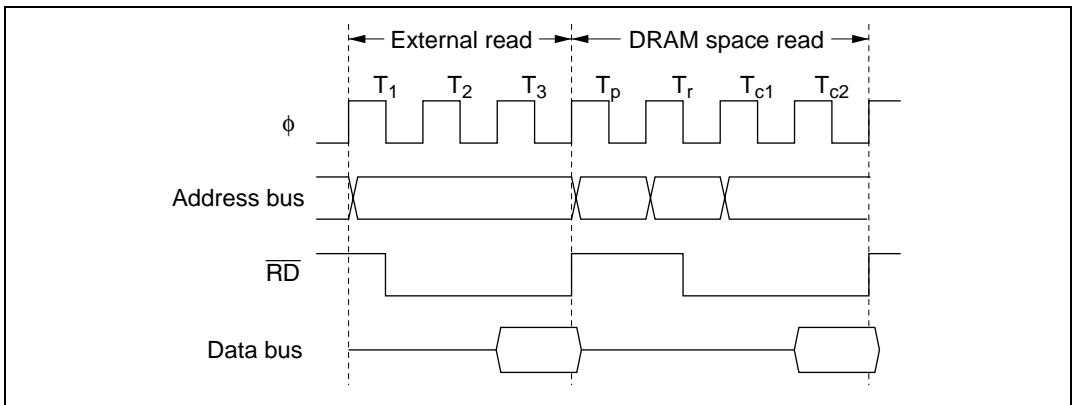 External read DRAM space read
T1 T2 T3 Tp Tr Tc1 Tc2
ϕ
Address bus
RD
Data bus